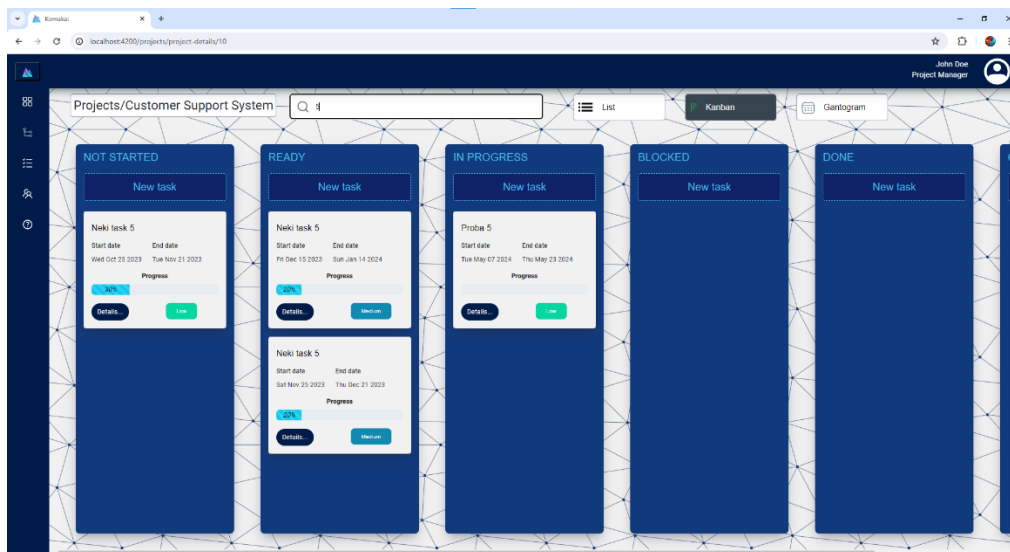 Komakai
localhost:4200/projects/project-details/10
John Doe
Project Manager
Projects/Customer Support System
List
Kanban
Gantogram
NOT STARTED
New task
Neki task 5
Start date End date
Wed Oct 25 2023 Tue Nov 21 2023
Progress
30%
Details...
Low
READY
New task
Neki task 5
Start date End date
Fri Dec 15 2023 Sun Jan 14 2024
Progress
20%
Details...
Medium
Neki task 5
Start date End date
Sat Nov 25 2023 Thu Dec 21 2023
Progress
20%
Details...
Medium
IN PROGRESS
New task
Proba 5
Start date End date
Tue May 07 2024 Thu May 23 2024
Progress
Details...
Low
BLOCKED
New task
DONE
New task